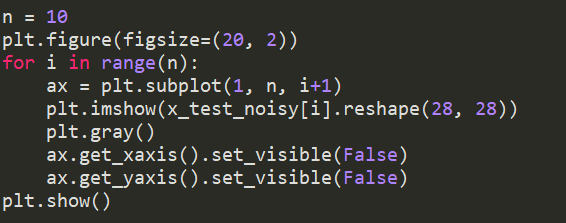 n = 10
plt.figure(figsize=(20, 2))
for i in range(n):
    ax = plt.subplot(1, n, i+1)
    plt.imshow(x_test_noisy[i].reshape(28, 28))
    plt.gray()
    ax.get_xaxis().set_visible(False)
    ax.get_yaxis().set_visible(False)
plt.show()